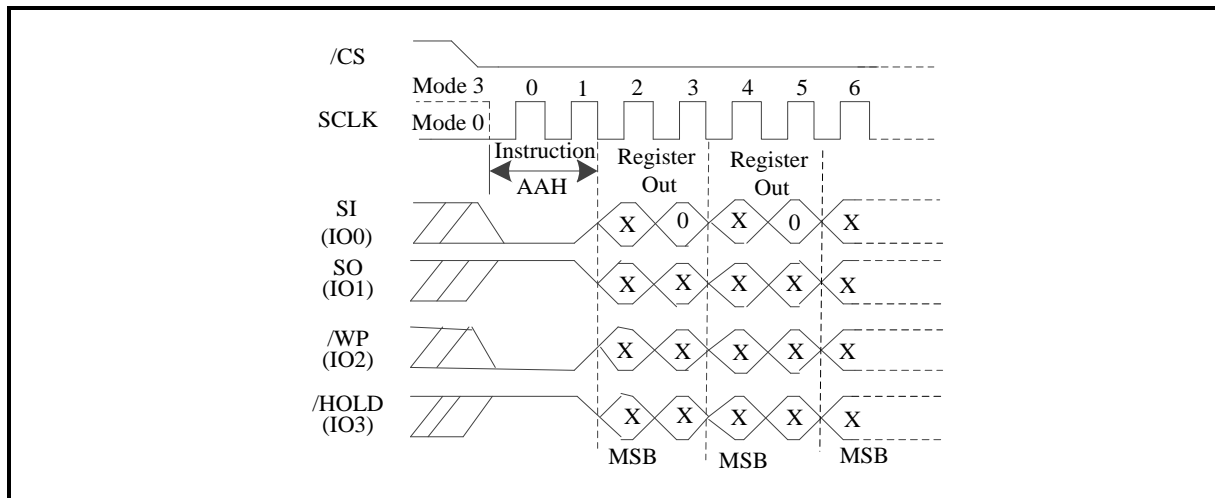 /CS
Mode 3 0 1 2 3 4 5 6
SCLK Mode 0
Instruction Register Out Register Out
AAH
SI
(IO0)
X 0 X 0 X
SO
(IO1)
X X X X X
/WP
(IO2)
X X X X X
/HOLD
(IO3)
X X X X X
MSB MSB MSB